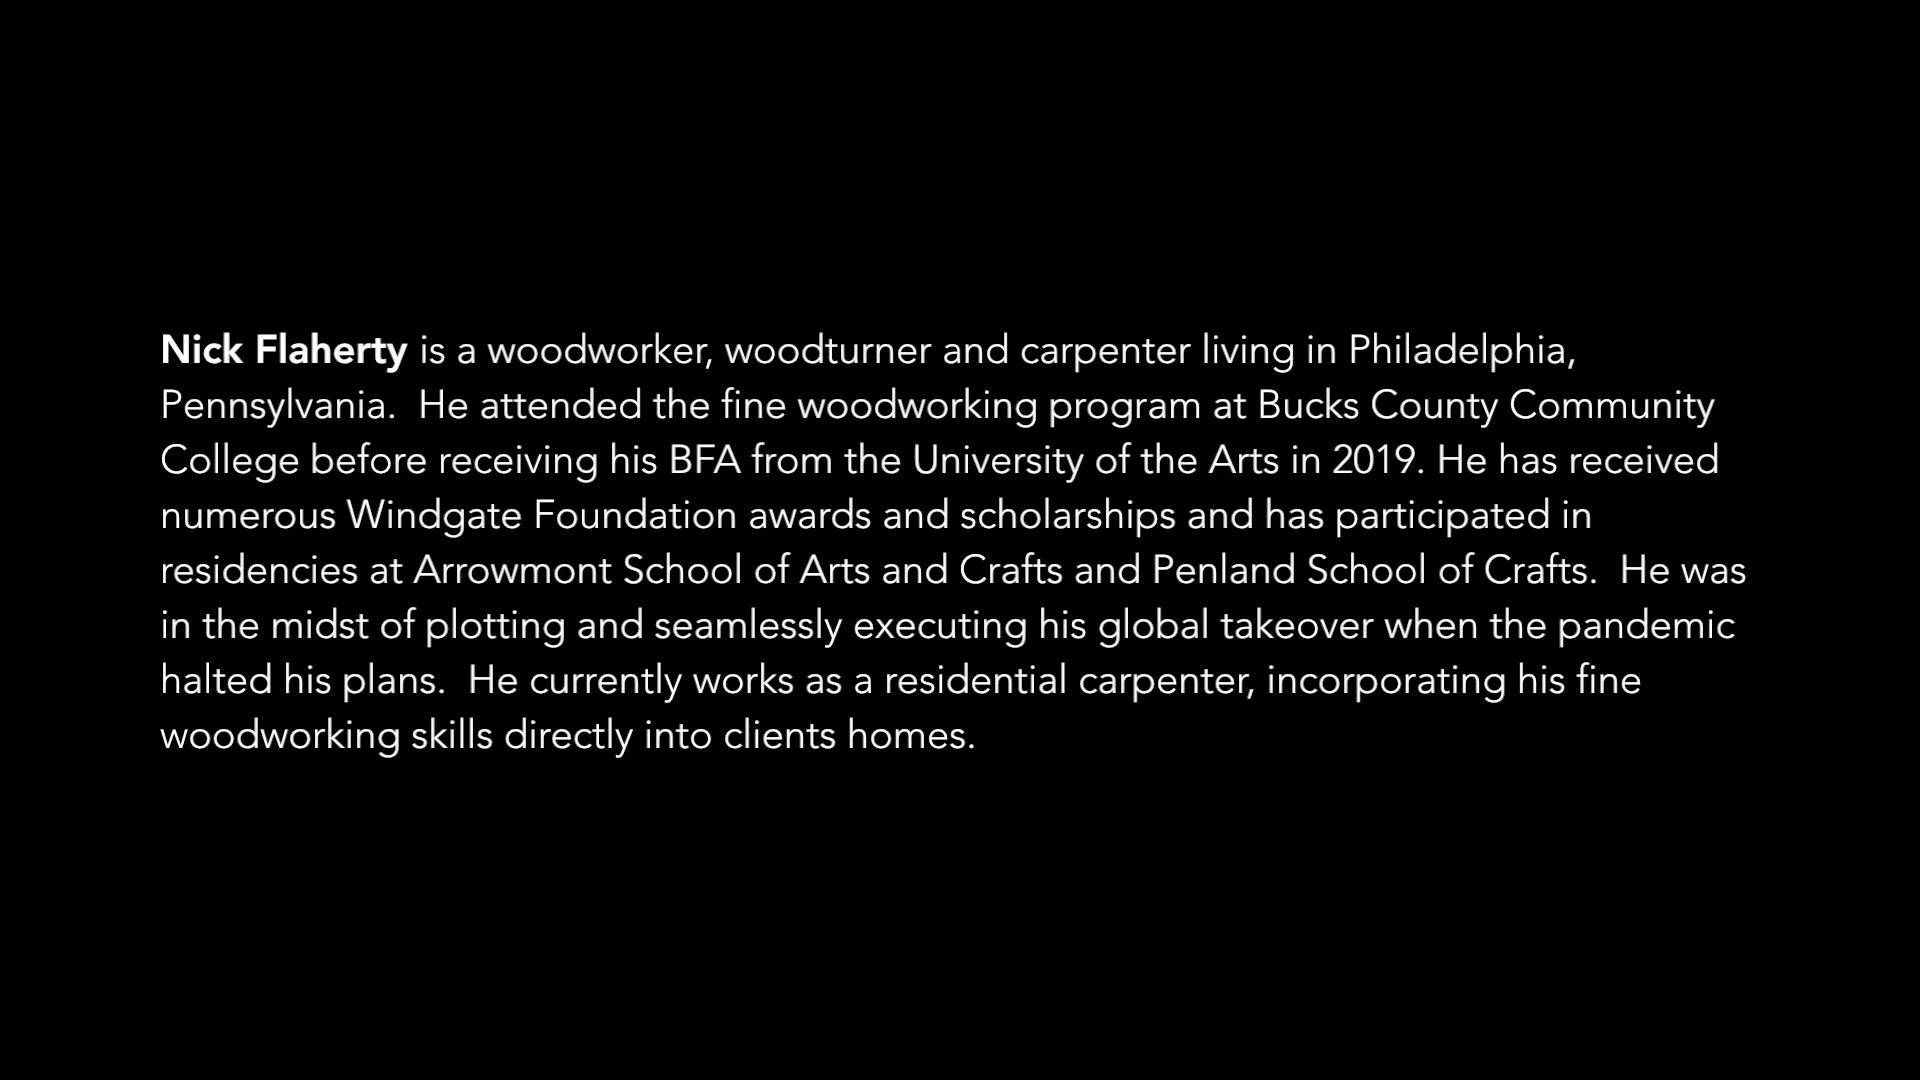 Nick Flaherty is a woodworker, woodturner and carpenter living in Philadelphia,
Pennsylvania.  He attended the fine woodworking program at Bucks County Community
College before receiving his BFA from the University of the Arts in 2019. He has received
numerous Windgate Foundation awards and scholarships and has participated in
residencies at Arrowmont School of Arts and Crafts and Penland School of Crafts.  He was
in the midst of plotting and seamlessly executing his global takeover when the pandemic
halted his plans.  He currently works as a residential carpenter, incorporating his fine
woodworking skills directly into clients homes.